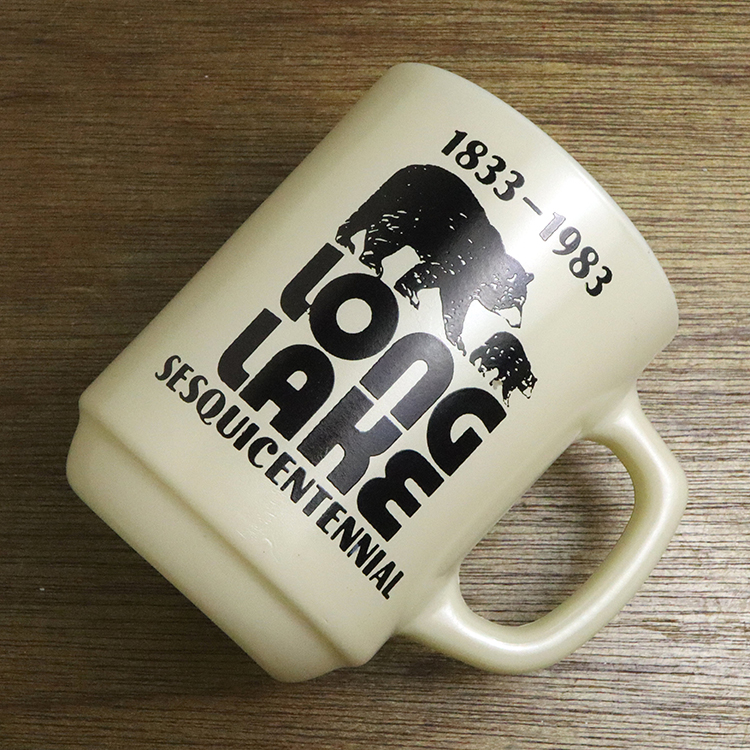 1833-1983
LONG
LAKE
SESQUICENTENNIAL